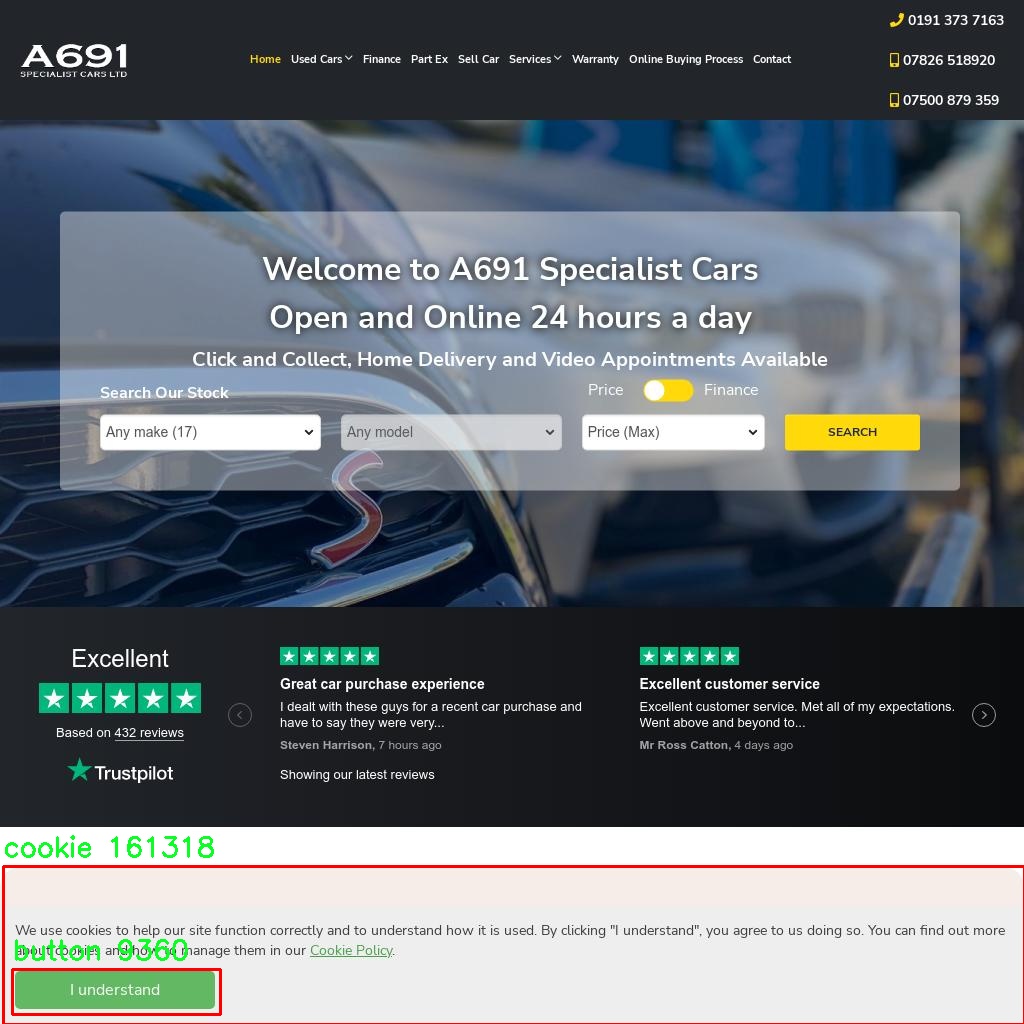 A691
SPECIALIST CARS LTD
Home Used Cars Finance Part Ex Sell Car Services Warranty Online Buying Process Contact
0191 373 7163
07826 518920
07500 879 359
Welcome to A691 Specialist Cars
Open and Online 24 hours a day
Click and Collect, Home Delivery and Video Appointments Available
Search Our Stock
Price Finance
Any make (17) Any model Price (Max) SEARCH
Excellent
Based on 432 reviews
Trustpilot
Great car purchase experience
I dealt with these guys for a recent car purchase and
have to say they were very...
Steven Harrison, 7 hours ago
Showing our latest reviews
Excellent customer service
Excellent customer service. Met all of my expectations.
Went above and beyond to...
Mr Ross Catton, 4 days ago
cookie 161318
We use cookies to help our site function correctly and to understand how it is used. By clicking "I understand", you agree to us doing so. You can find out more
about cookies and how to manage them in our Cookie Policy.
button 9360
I understand